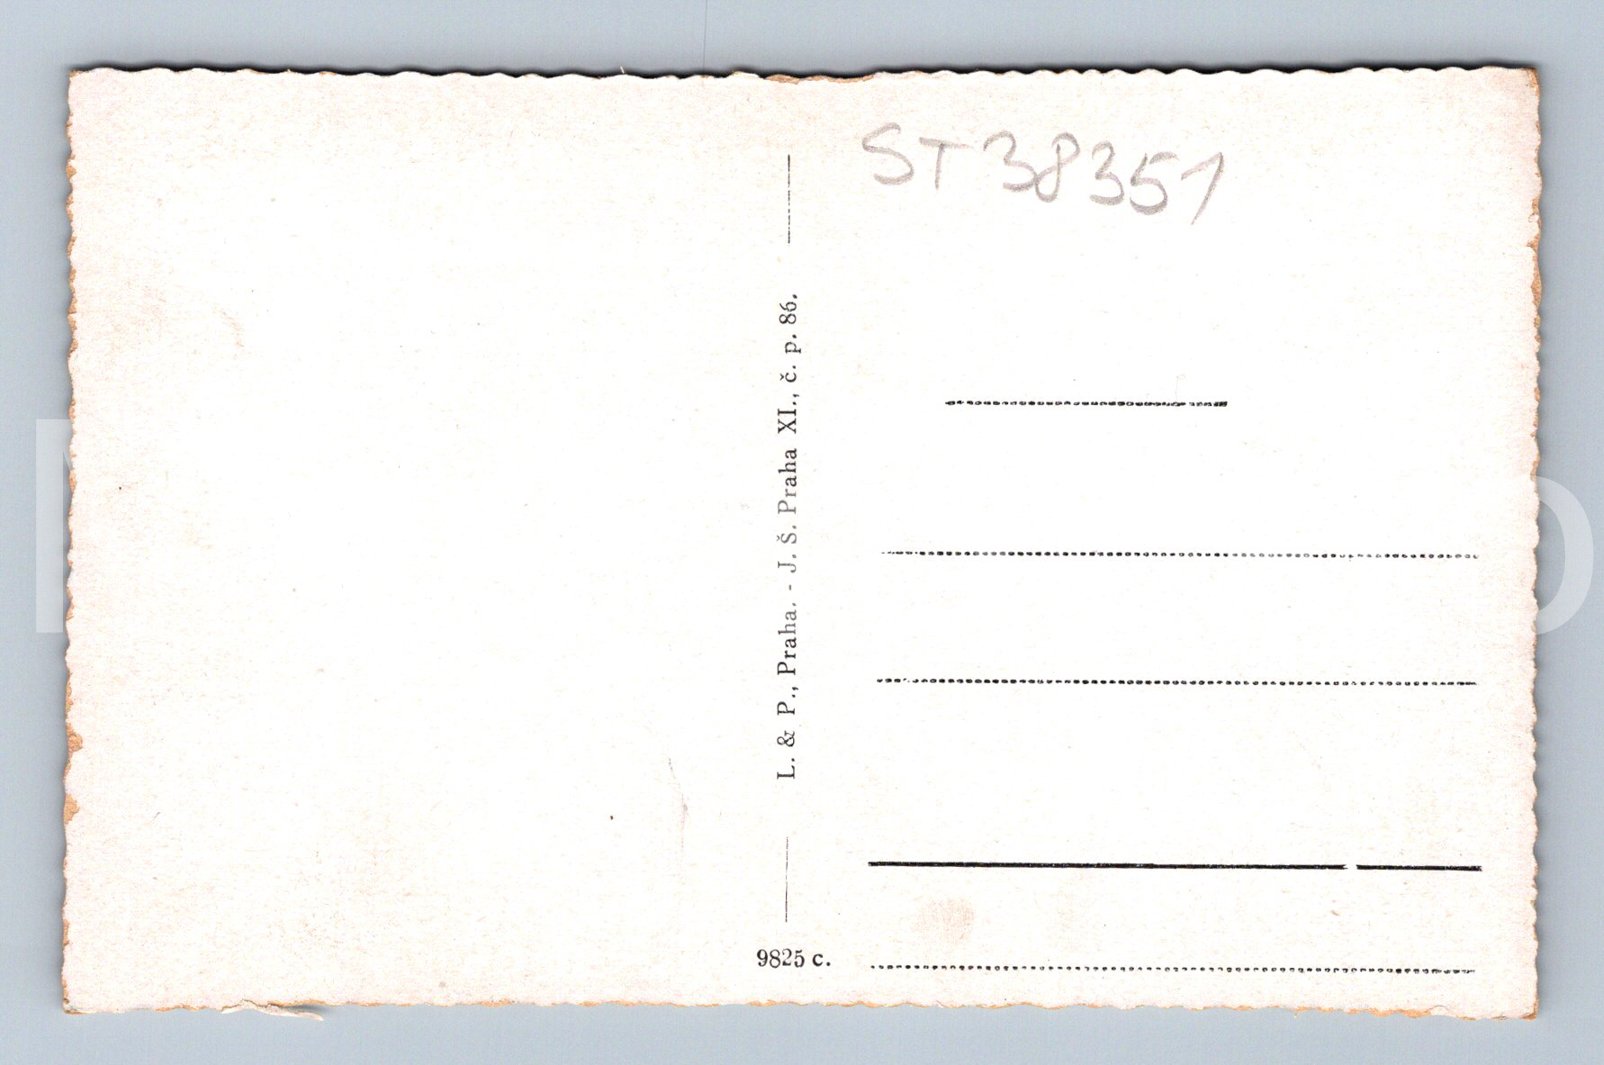 ST38351
L. & P., Praha. - J. Š. Praha XI., č. p. 86.
9825 c.